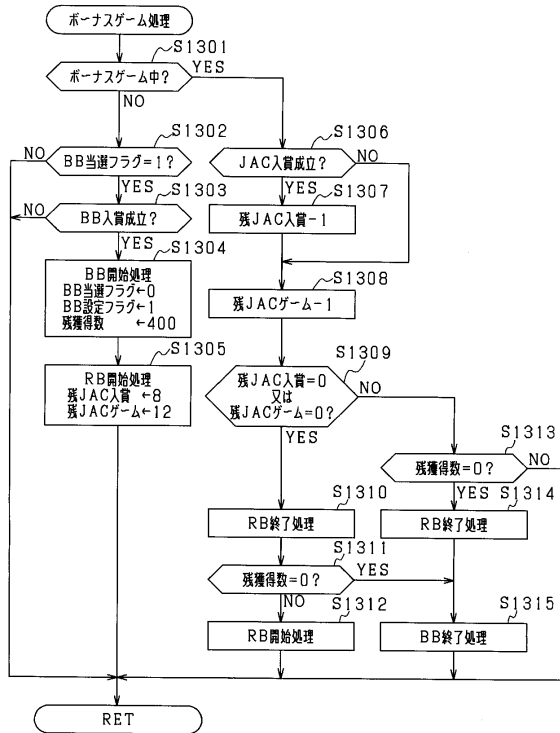 ボーナスゲーム処理
S1301
ボーナスゲーム中?
YES
NO
S1302
BB当選フラグ=1?
NO
YES
S1303
BB入賞成立?
NO
YES
S1304
BB開始処理
BB当選フラグ←0
BB設定フラグ←1
残獲得数 ←400
S1305
RB開始処理
残JAC入賞 ←8
残JACゲーム←12
S1306
JAC入賞成立?
NO
YES
S1307
残JAC入賞-1
S1308
残JACゲーム-1
S1309
残JAC入賞=0
又は
残JACゲーム=0?
NO
YES
S1310
RB終了処理
S1311
残獲得数=0?
YES
NO
S1312
RB開始処理
S1313
残獲得数=0?
NO
YES
S1314
RB終了処理
S1315
BB終了処理
RET